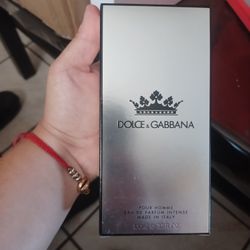 DOLCE & GABBANA
POUR HOMME
EAU DE PARFUM INTENSE
MADE IN ITALY